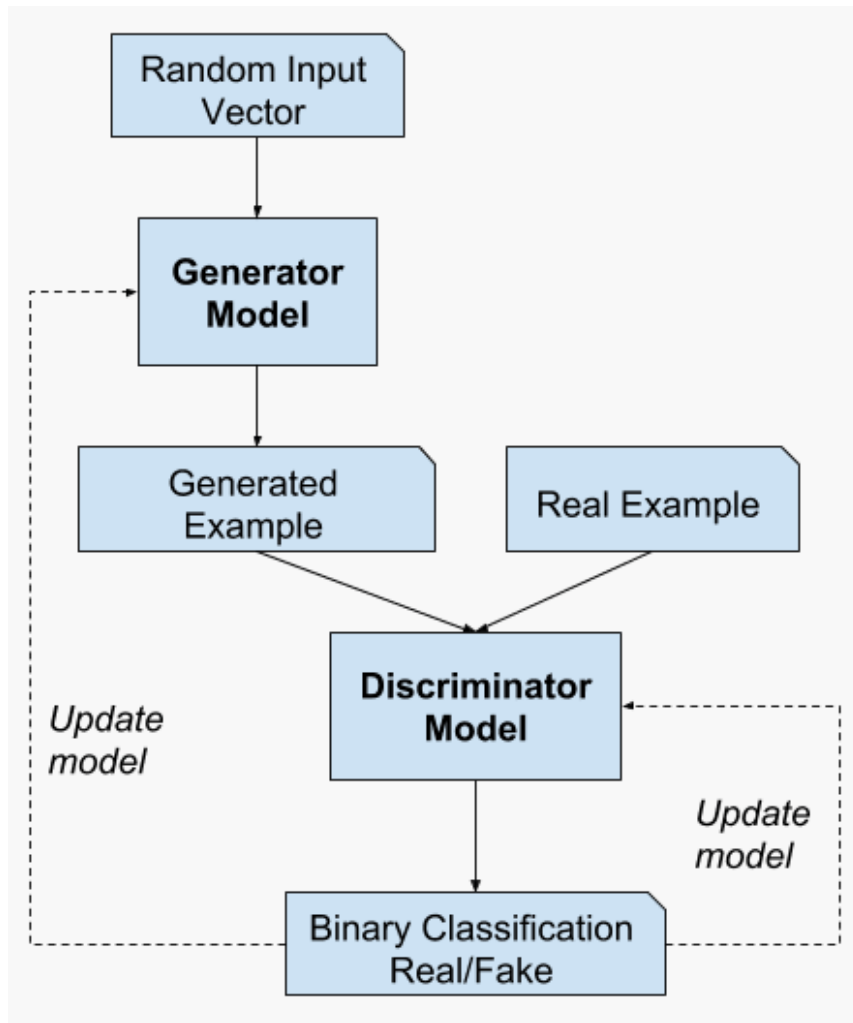 Random Input
Vector
Generator
Model
Generated
Example
Real Example
Discriminator
Model
Update
model
Update
model
Binary Classification
Real/Fake